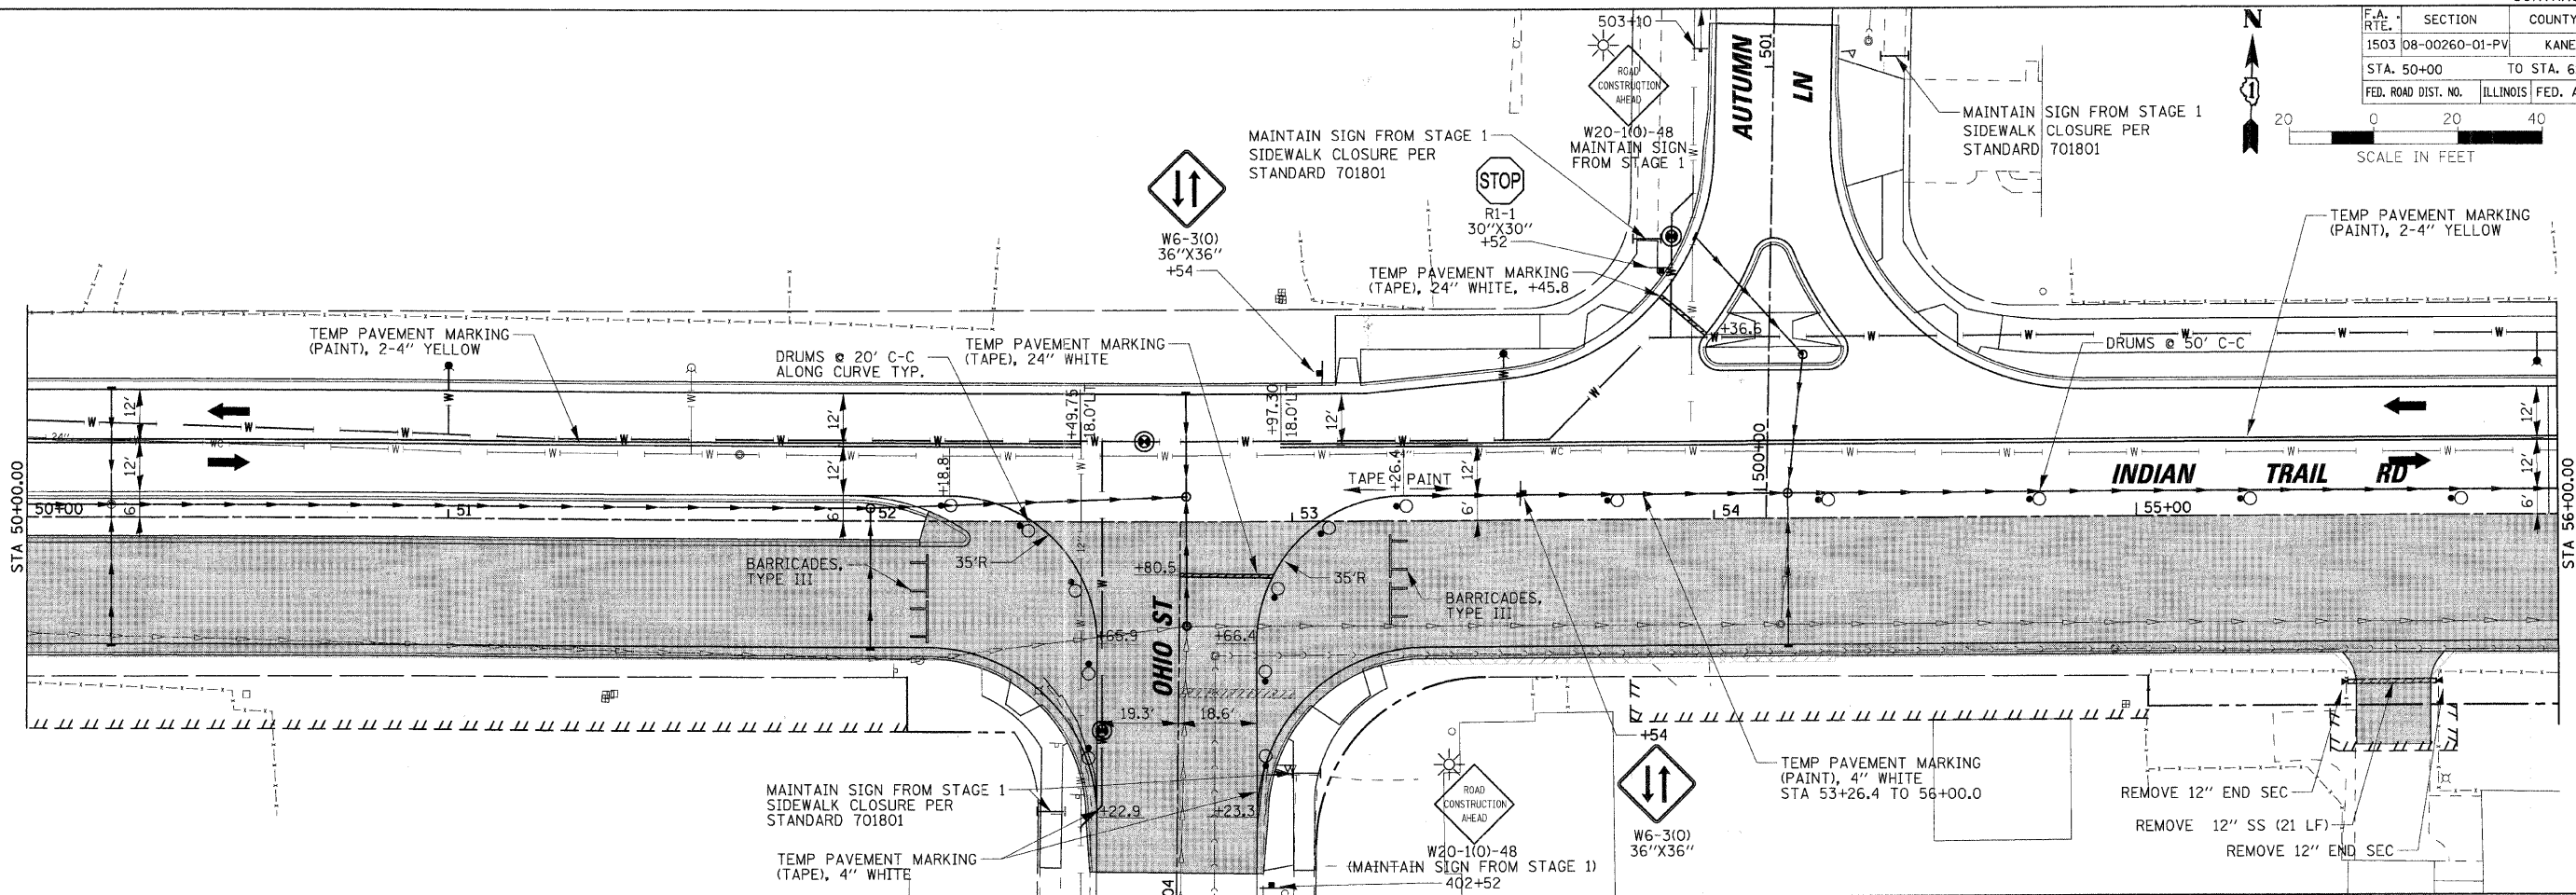 F.A. RTE. SECTION COUNTY
1503 08-00260-01-PV KANE
STA. 50+00 TO STA. 6
FED. ROAD DIST. NO. ILLINOIS FED. A
N
1
20 0 20 40
SCALE IN FEET
503+10
ROAD CONSTRUCTION AHEAD
W20-1(O)-48
MAINTAIN SIGN
FROM STAGE 1
AUTUMN
LN
501
MAINTAIN SIGN FROM STAGE 1
SIDEWALK CLOSURE PER
STANDARD 701801
MAINTAIN SIGN FROM STAGE 1
SIDEWALK CLOSURE PER
STANDARD 701801
W6-3(O)
36"X36"
+54
STOP
R1-1
30"X30"
+52
TEMP PAVEMENT MARKING
(TAPE), 24" WHITE, +45.8
+36.6
TEMP PAVEMENT MARKING
(PAINT), 2-4" YELLOW
TEMP PAVEMENT MARKING
(PAINT), 2-4" YELLOW
DRUMS @ 20' C-C
ALONG CURVE TYP.
TEMP PAVEMENT MARKING
(TAPE), 24" WHITE
DRUMS @ 50' C-C
12'
12'
6'
24"
12'
12'
6'
+18.8
+49.75
18.0'LT
+97.30
18.0'LT
12'
12'
6'
+26.4
TAPE PAINT
500+00
12'
12'
6'
INDIAN TRAIL RD
STA 50+00.00
50+00
51
52
53
54
55+00
STA 56+00.00
BARRICADES,
TYPE III
35'R
12"
+80.5
35'R
BARRICADES,
TYPE III
OHIO ST
+65.9
+66.4
19.3'
18.6'
+22.9
+23.3
MAINTAIN SIGN FROM STAGE 1
SIDEWALK CLOSURE PER
STANDARD 701801
TEMP PAVEMENT MARKING
(TAPE), 4" WHITE
ROAD CONSTRUCTION AHEAD
W20-1(O)-48
(MAINTAIN SIGN FROM STAGE 1)
402+52
+54
W6-3(O)
36"X36"
TEMP PAVEMENT MARKING
(PAINT), 4" WHITE
STA 53+26.4 TO 56+00.0
REMOVE 12" END SEC
REMOVE 12" SS (21 LF)
REMOVE 12" END SEC